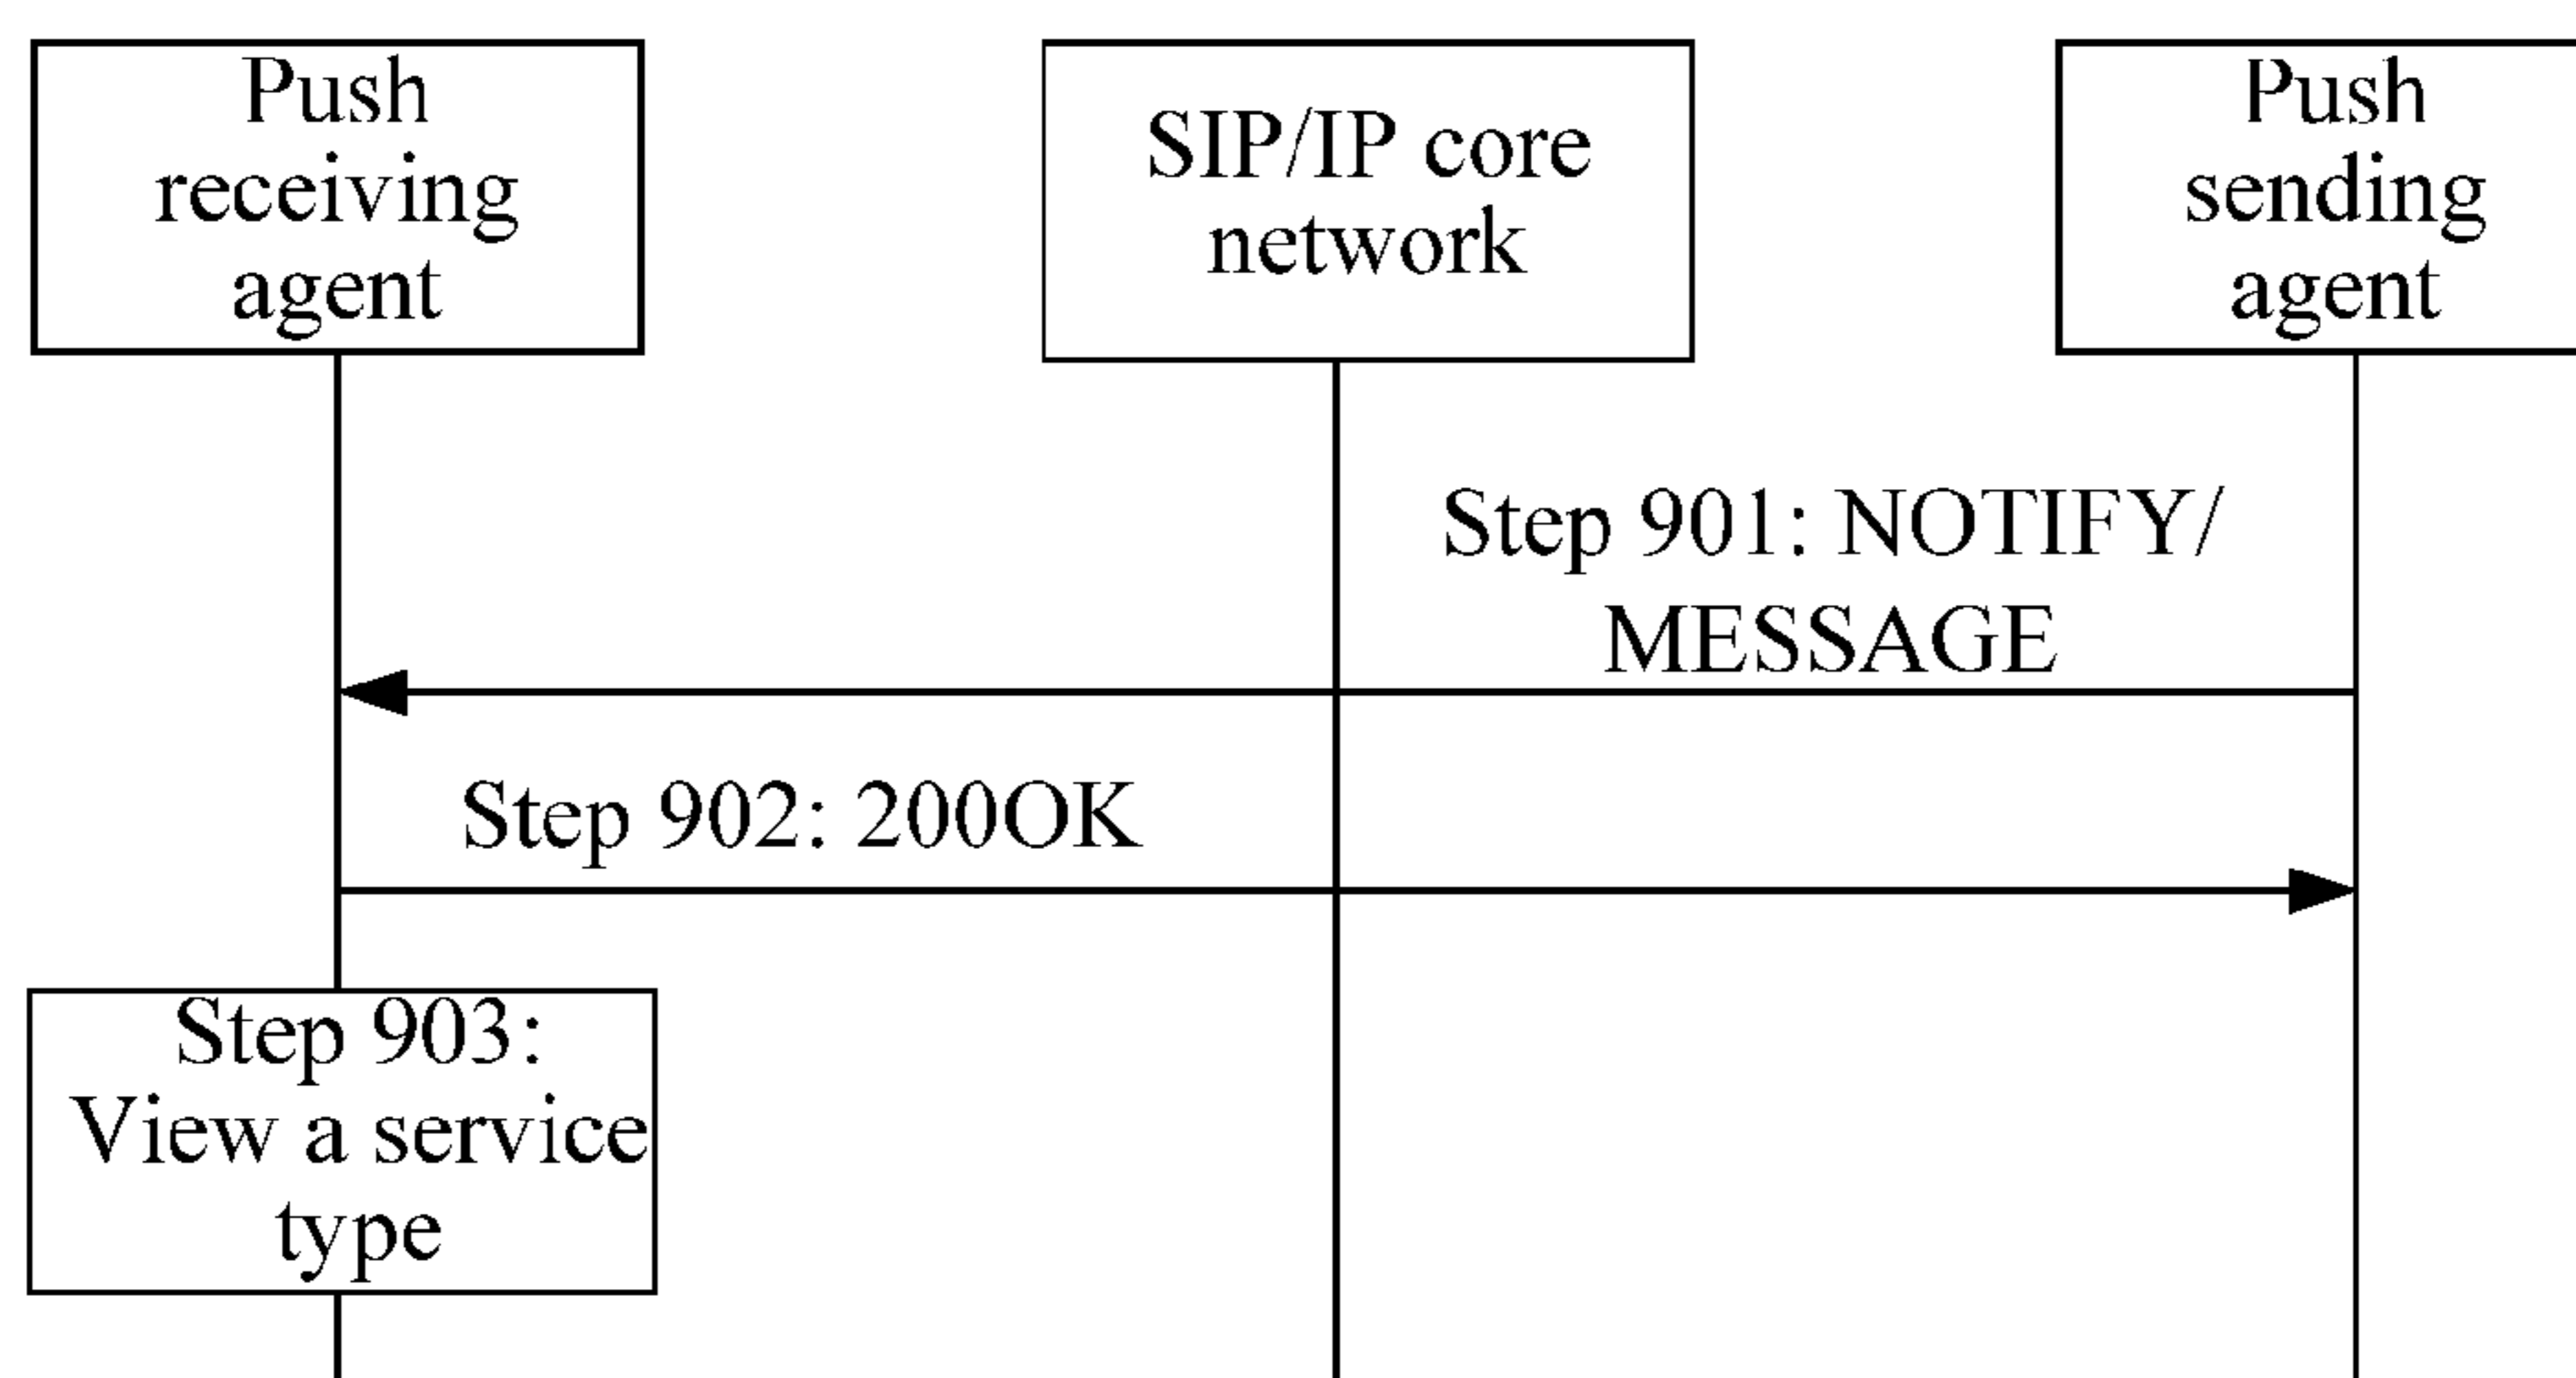 Push
receiving
agent
SIP/IP core
network
Push
sending
agent
Step 901: NOTIFY/
MESSAGE
Step 902: 200OK
Step 903:
View a service
type